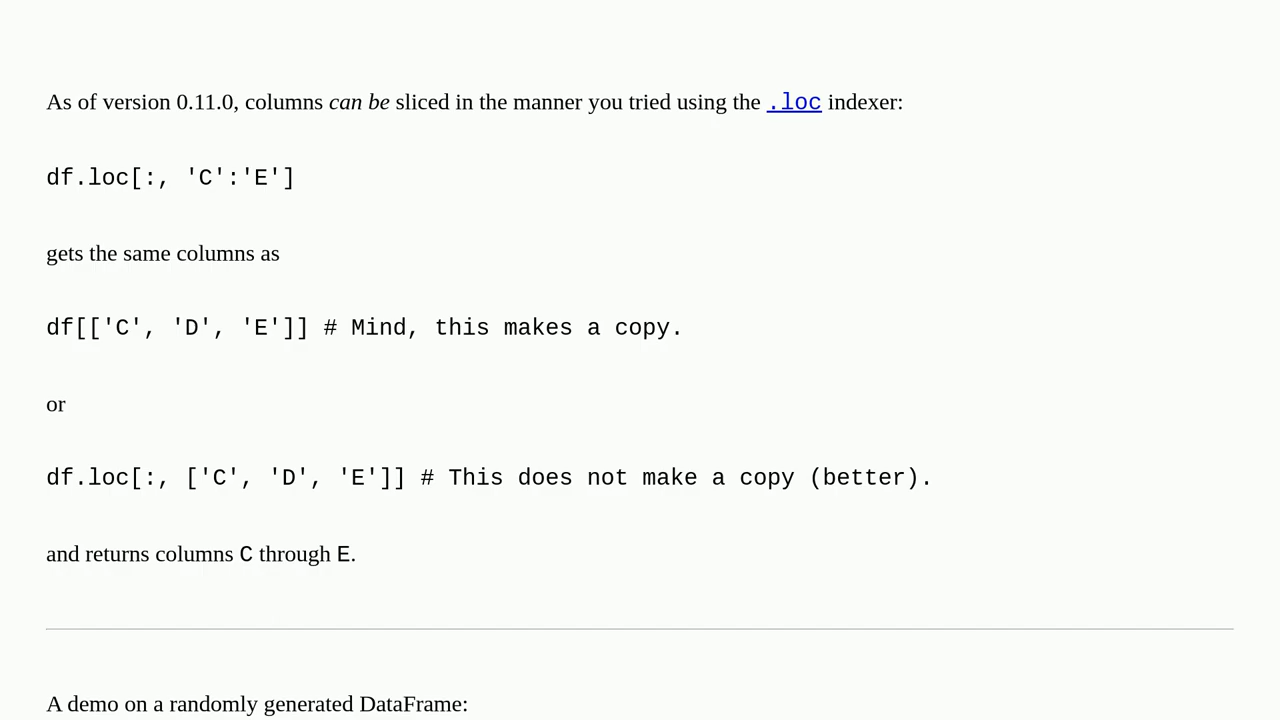 As of version 0.11.0, columns can be sliced in the manner you tried using the .loc indexer:
df.loc[:, 'C':'E']
gets the same columns as
df[['C', 'D', 'E']] # Mind, this makes a copy.
or
df.loc[:, ['C', 'D', 'E']] # This does not make a copy (better).
and returns columns C through E.
A demo on a randomly generated DataFrame: